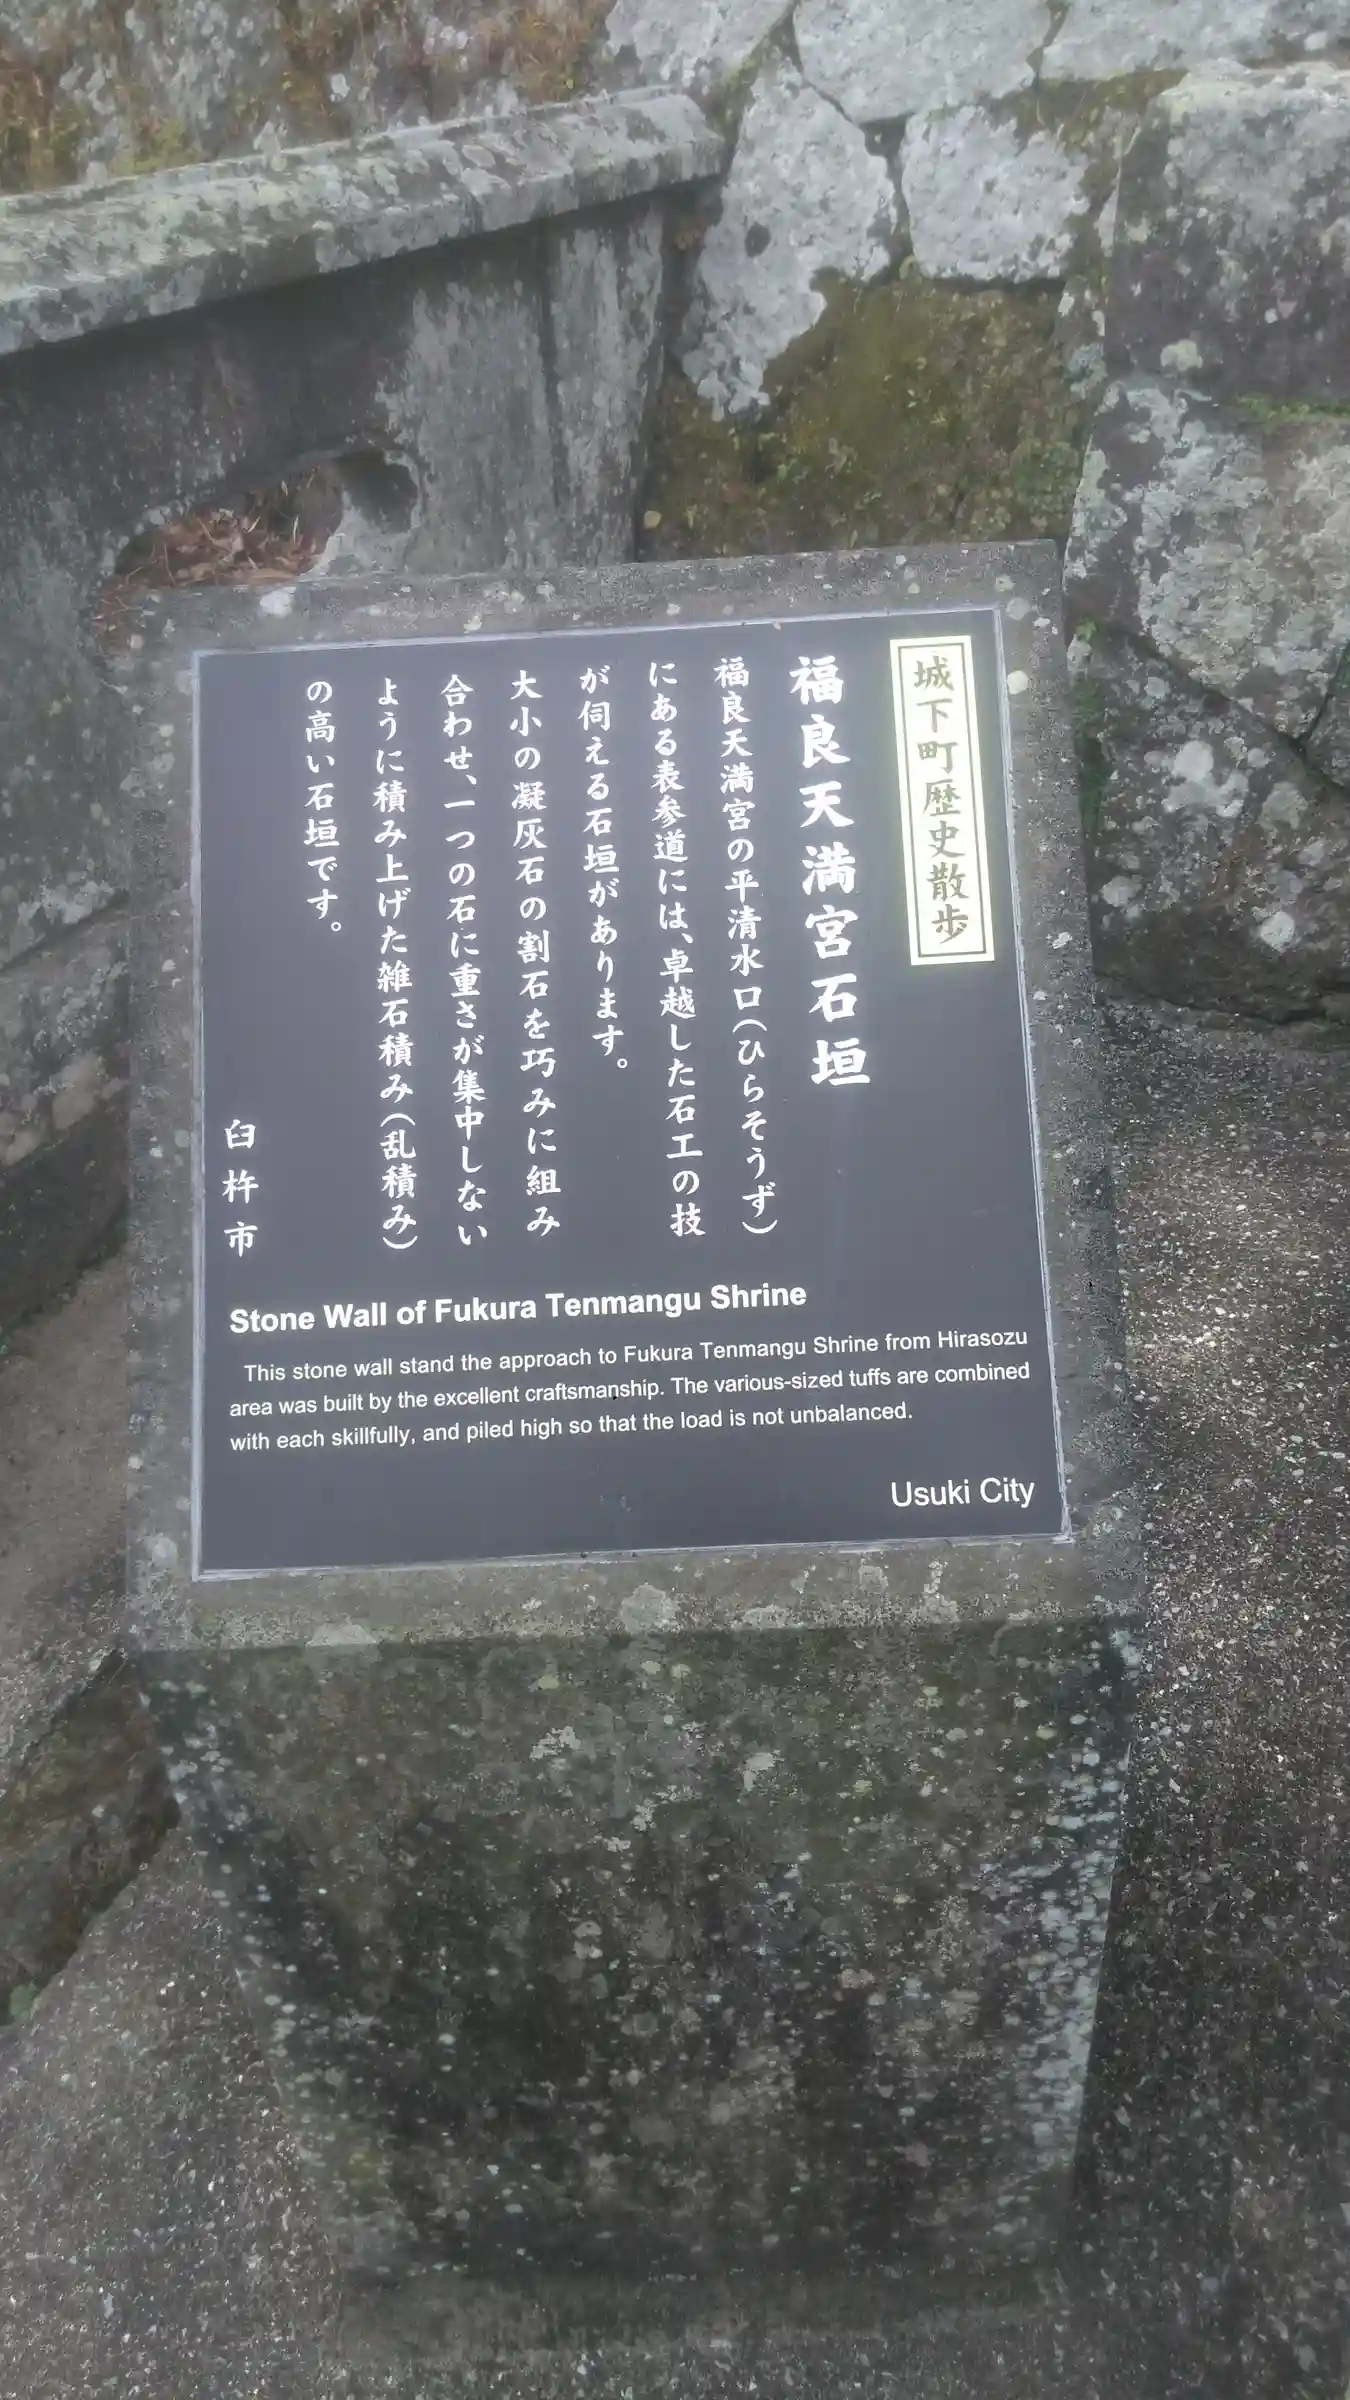 城下町歴史散歩
福良天満宮石垣
福良天満宮の平清水口(ひらそうず)
にある表参道には、卓越した石工の技
が伺える石垣があります。
大小の凝灰石の割石を巧みに組み
合わせ、一つの石に重さが集中しない
ように積み上げた雑石積み(乱積み)
の高い石垣です。
臼杵市
Stone Wall of Fukura Tenmangu Shrine
This stone wall stand the approach to Fukura Tenmangu Shrine from Hirasozu
area was built by the excellent craftsmanship. The various-sized tuffs are combined
with each skillfully, and piled high so that the load is not unbalanced.
Usuki City